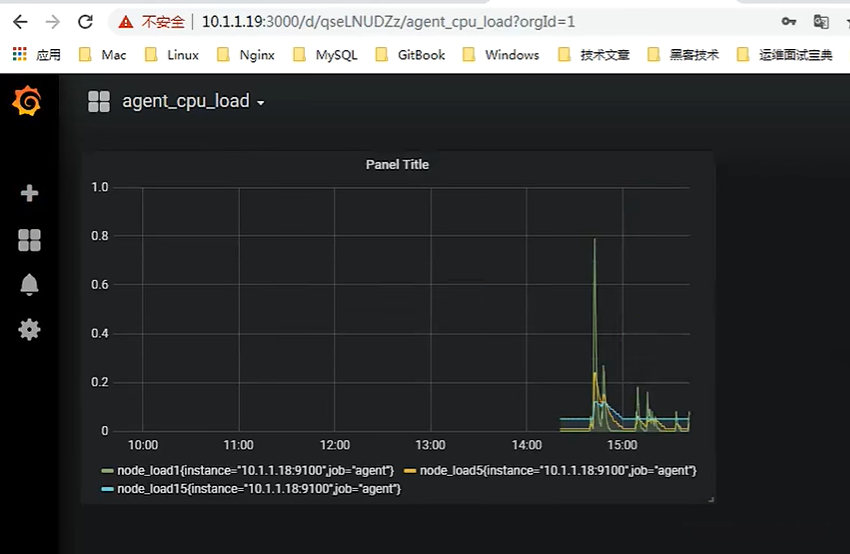 不安全 | 10.1.1.19:3000/d/qseLNUDZz/agent_cpu_load?orgId=1
应用 Mac Linux Nginx MySQL GitBook Windows 技术文章 黑客技术 运维面试宝典
agent_cpu_load
Panel Title
1.0
0.8
0.6
0.4
0.2
0
10:00 11:00 12:00 13:00 14:00 15:00
node_load1{instance="10.1.1.18:9100",job="agent"} node_load5{instance="10.1.1.18:9100",job="agent"}
node_load15{instance="10.1.1.18:9100",job="agent"}